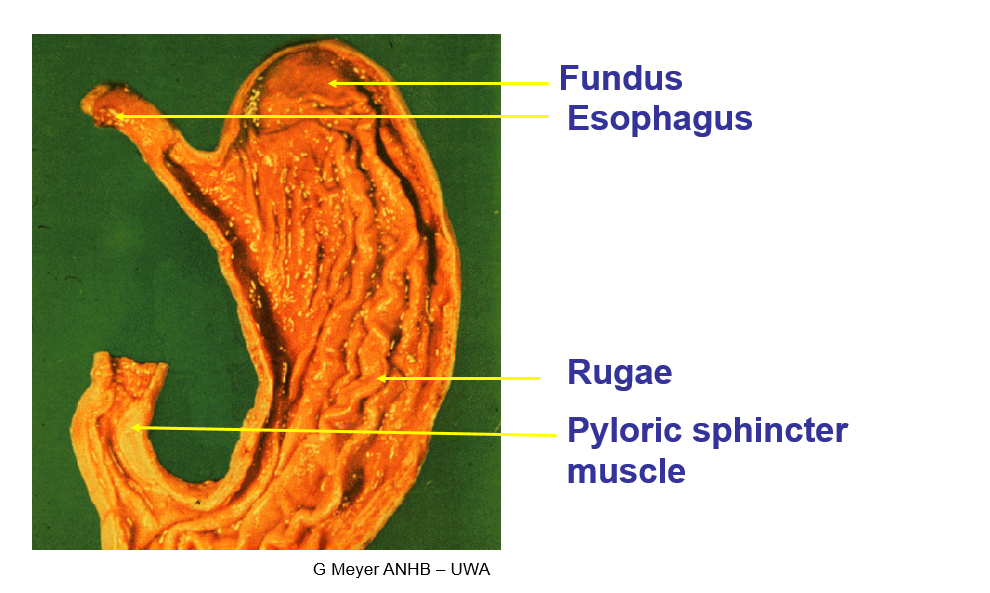 Fundus
Esophagus
Rugae
Pyloric sphincter
muscle
G Meyer ANHB – UWA